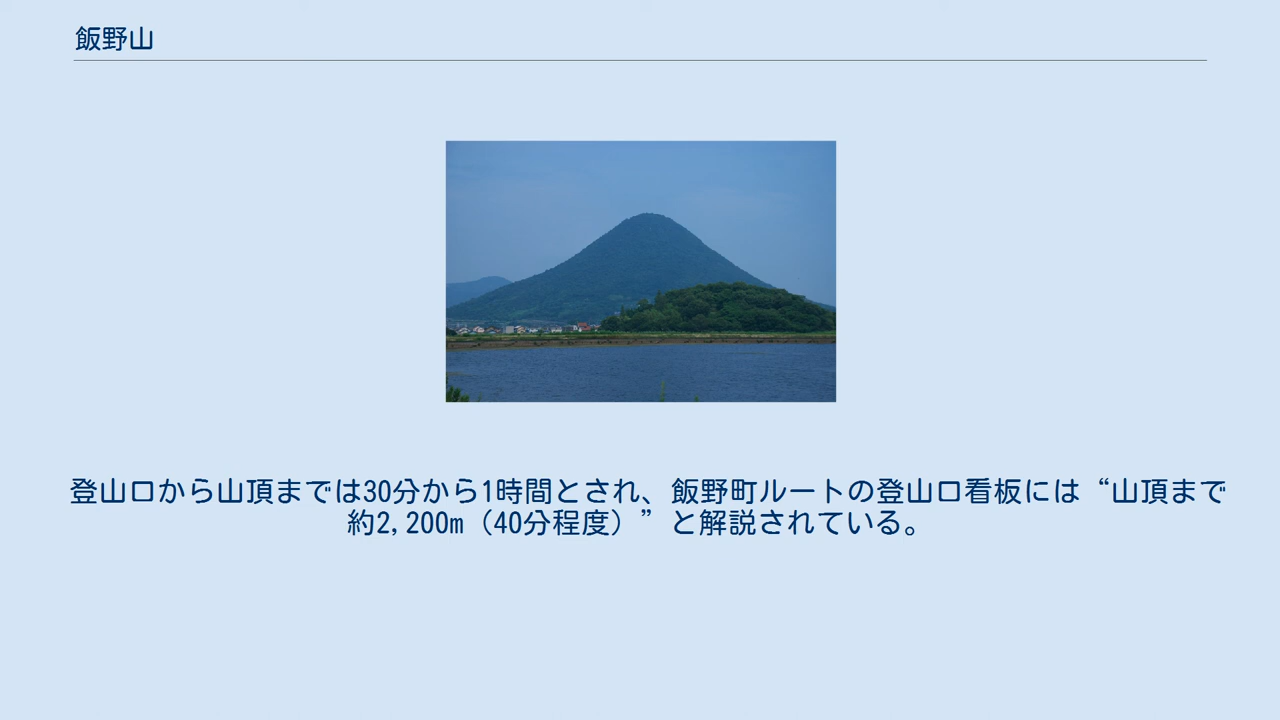 飯野山
登山口から山頂までは30分から1時間とされ、飯野町ルートの登山口看板には“山頂まで
約2,200m（40分程度）”と解説されている。